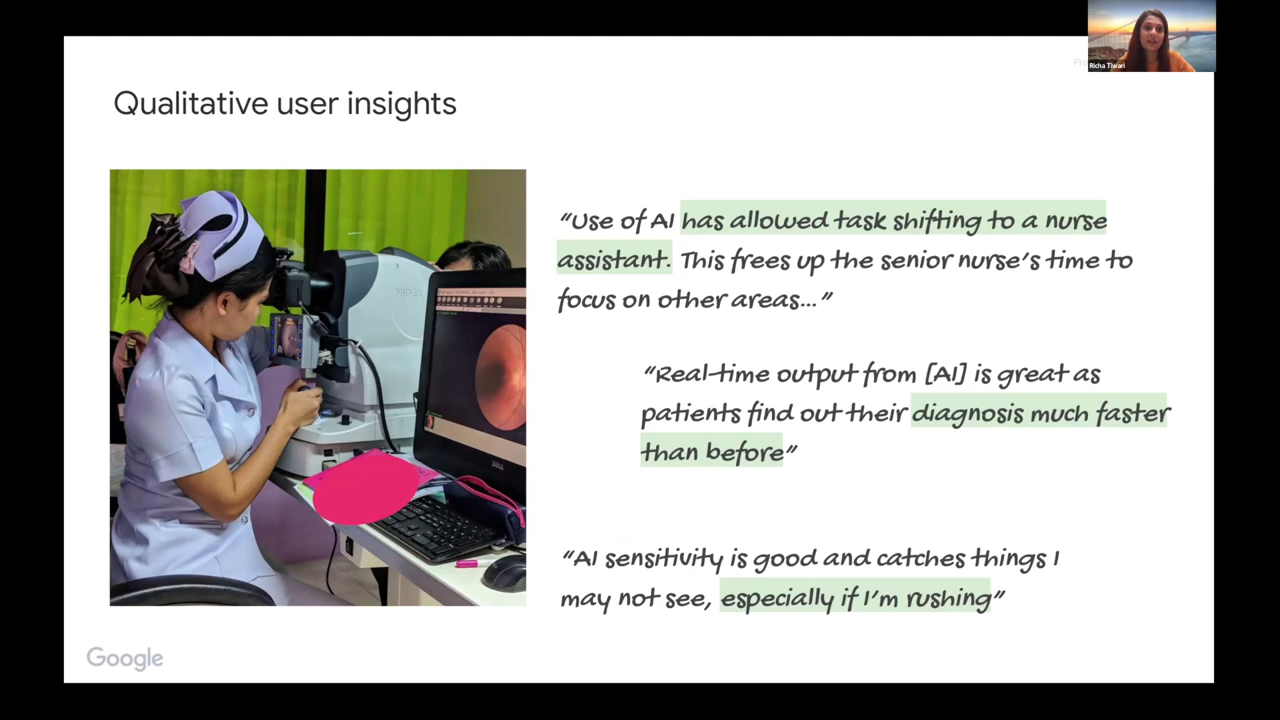 Richa Tiwari
Qualitative user insights
“Use of AI has allowed task shifting to a nurse
assistant. This frees up the senior nurse’s time to
focus on other areas...”
“Real-time output from [AI] is great as
patients find out their diagnosis much faster
than before”
DELL
“AI sensitivity is good and catches things I
may not see, especially if I’m rushing”
Google